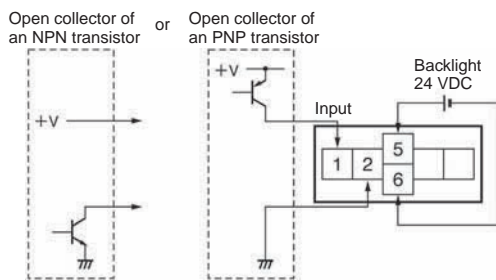 Open collector of
an NPN transistor
or
Open collector of
an PNP transistor
+V
+V
Backlight
24 VDC
Input
1
2
5
6